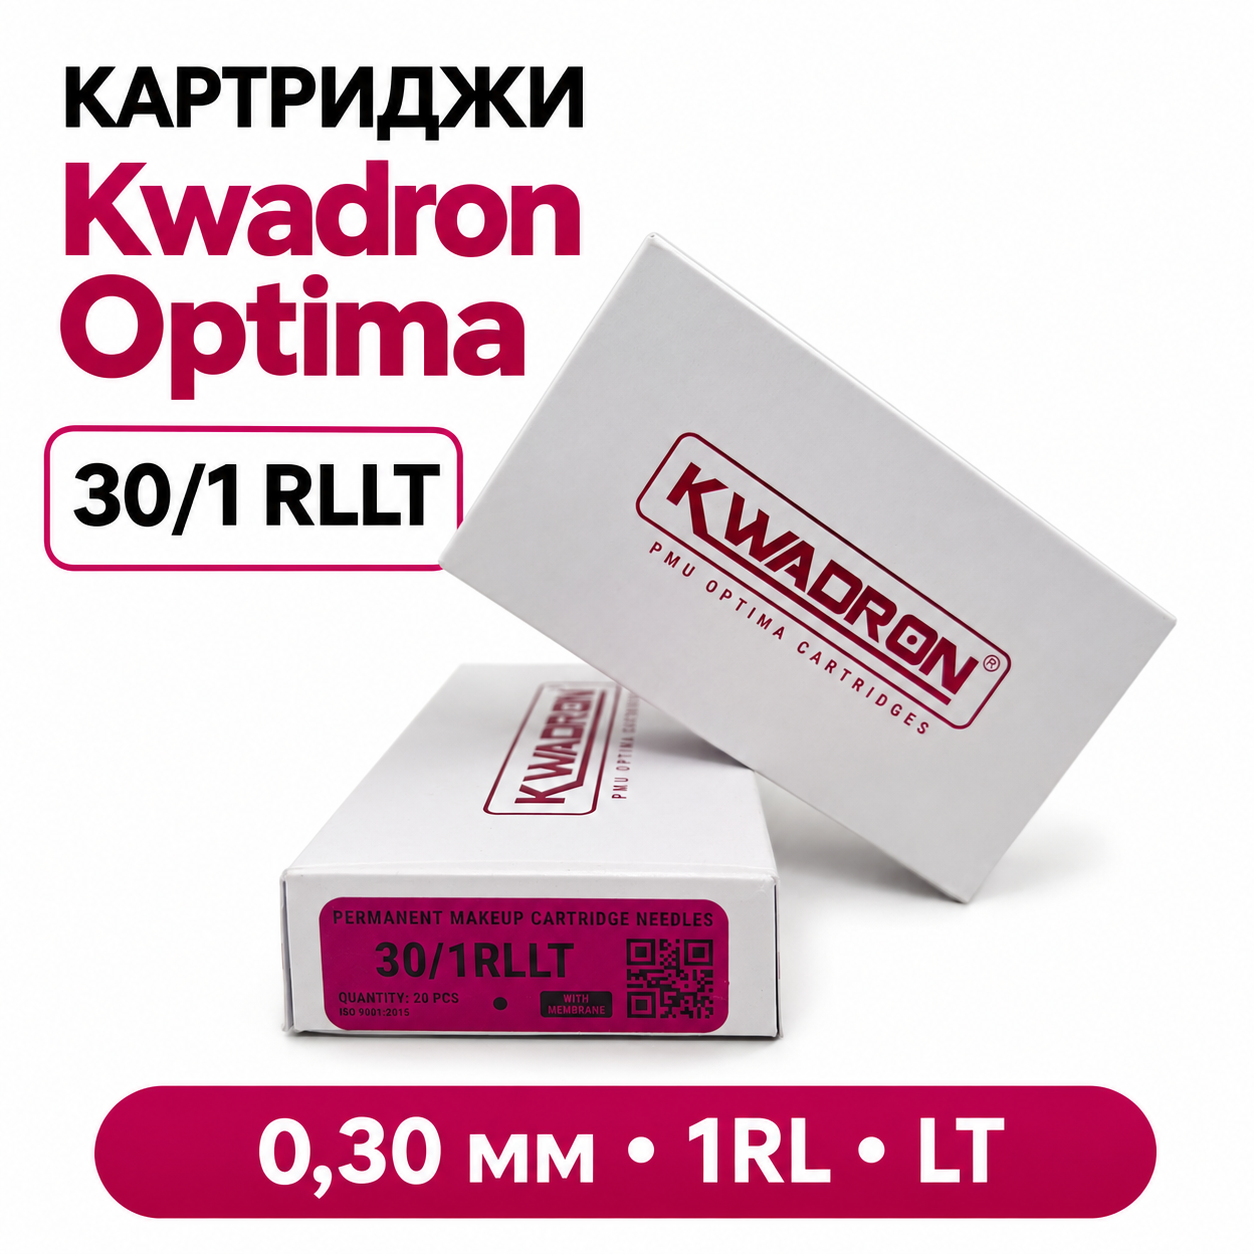 КАРТРИДЖИ
Kwadron
Optima
30/1 RLLT
KWADRON®
PMU OPTIMA CARTRIDGES
KWADRON
PMU OPTIMA CARTRIDGES
PERMANENT MAKEUP CARTRIDGE NEEDLES
30/1RLLT
QUANTITY: 20 PCS
ISO 9001:2015
WITH
MEMBRANE
0,30 мм • 1RL • LT